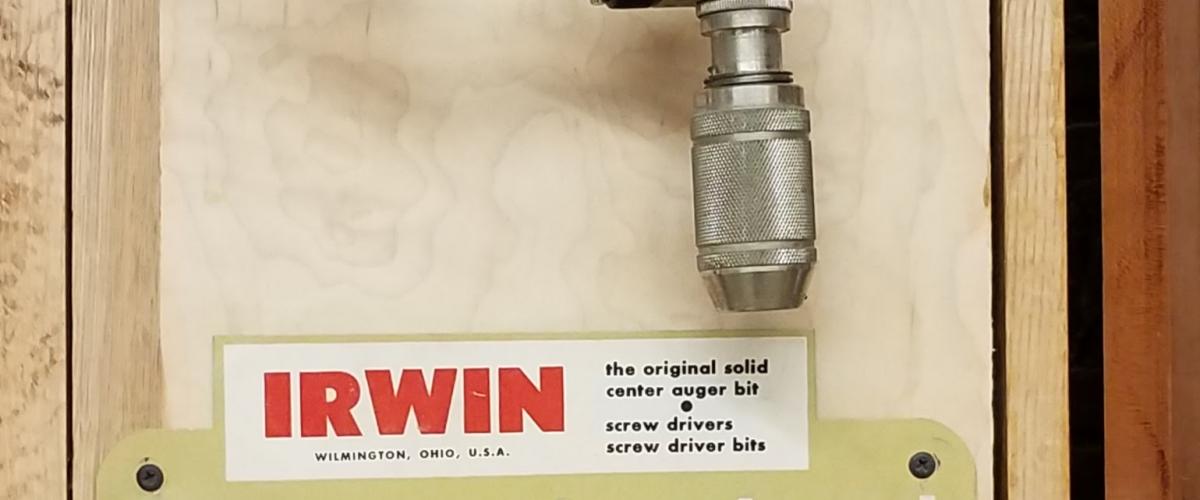 IRWIN
WILMINGTON, OHIO, U.S.A.
the original solid
center auger bit
●
screw drivers
screw driver bits